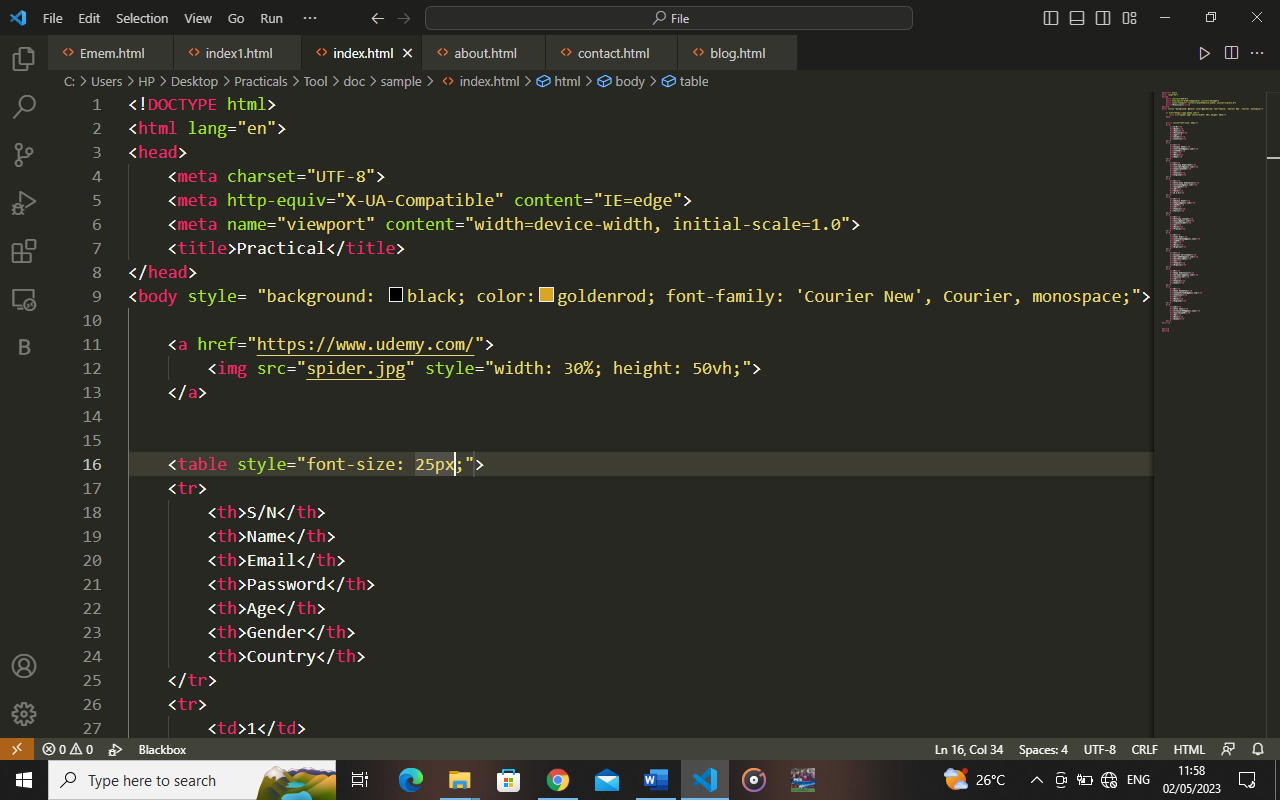 File Edit Selection View Go Run ··· File
Emem.html index1.html index.html about.html contact.html blog.html
C: > Users > HP > Desktop > Practicals > Tool > doc > sample > index.html > html > body > table
1 <!DOCTYPE html>
2 <html lang="en">
3 <head>
4 <meta charset="UTF-8">
5 <meta http-equiv="X-UA-Compatible" content="IE=edge">
6 <meta name="viewport" content="width=device-width, initial-scale=1.0">
7 <title>Practical</title>
8 </head>
9 <body style= "background: black; color:goldenrod; font-family: 'Courier New', Courier, monospace;">
10
11 <a href="https://www.udemy.com/">
12 <img src="spider.jpg" style="width: 30%; height: 50vh;">
13 </a>
14
15
16 <table style="font-size: 25px;">
17 <tr>
18 <th>S/N</th>
19 <th>Name</th>
20 <th>Email</th>
21 <th>Password</th>
22 <th>Age</th>
23 <th>Gender</th>
24 <th>Country</th>
25 </tr>
26 <tr>
27 <td>1</td>
B
0 0 Blackbox Ln 16, Col 34 Spaces: 4 UTF-8 CRLF HTML
Type here to search 26°C ENG 11:58
02/05/2023